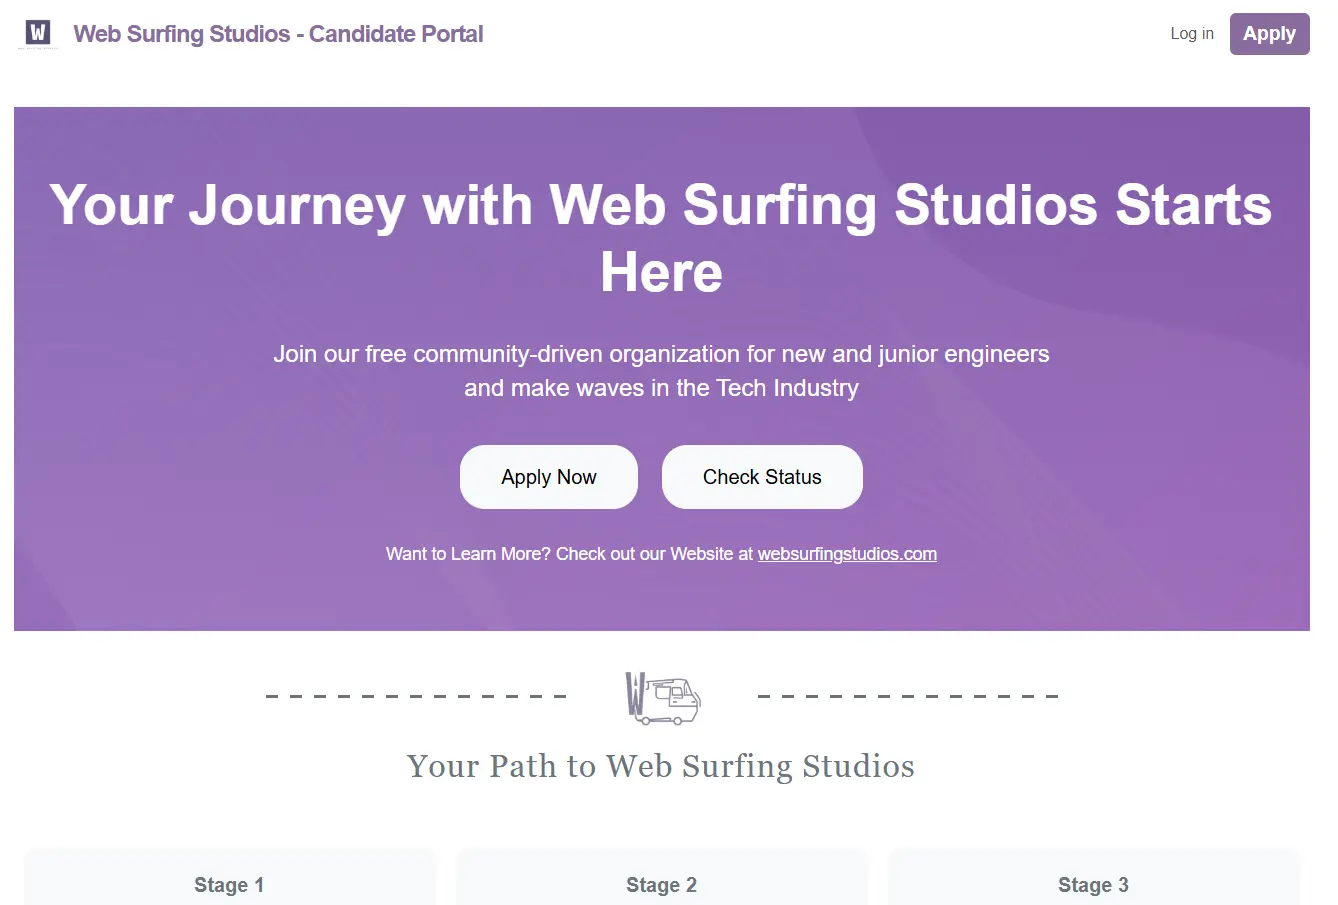 W
Web Surfing Studios - Candidate Portal
Log in
Apply
Your Journey with Web Surfing Studios Starts
Here
Join our free community-driven organization for new and junior engineers
and make waves in the Tech Industry
Apply Now
Check Status
Want to Learn More? Check out our Website at websurfingstudios.com
W
Your Path to Web Surfing Studios
Stage 1
Stage 2
Stage 3